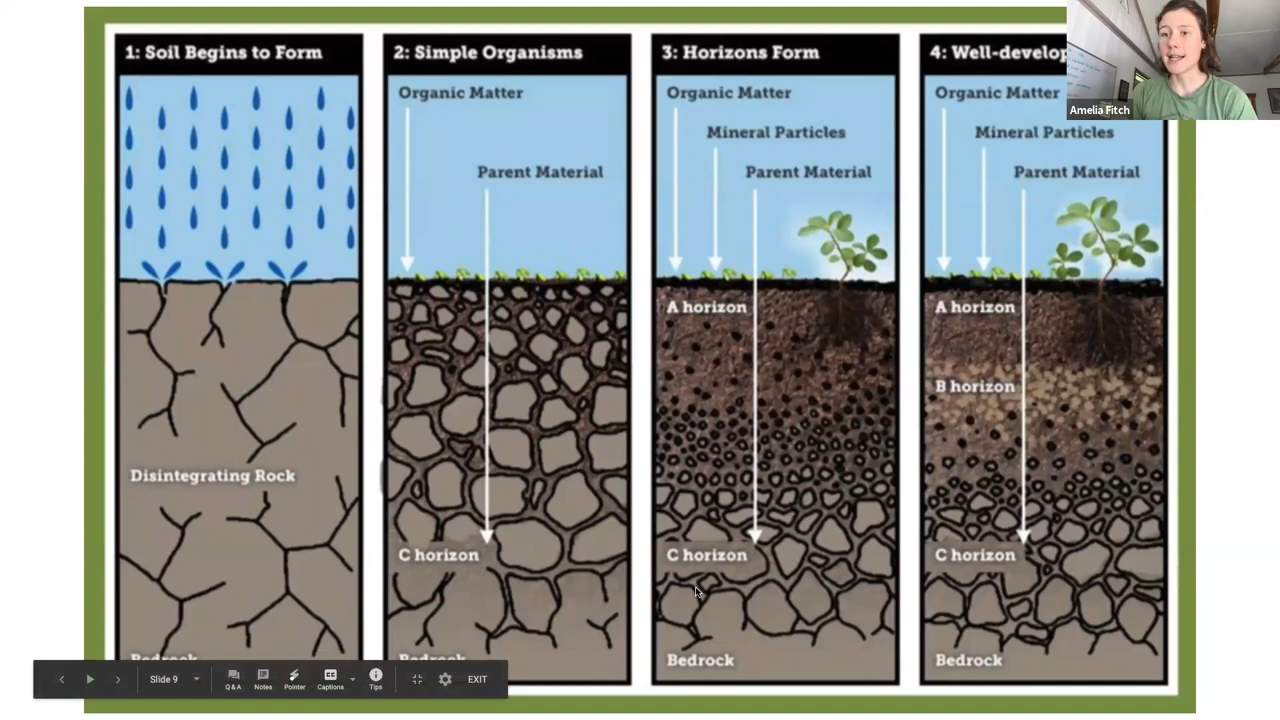 1: Soil Begins to Form
Disintegrating Rock
Bedrock
2: Simple Organisms
Organic Matter
Parent Material
C horizon
Bedrock
3: Horizons Form
Organic Matter
Mineral Particles
Parent Material
A horizon
C horizon
Bedrock
4: Well-develop
Organic Matter
Mineral Particles
Parent Material
A horizon
B horizon
C horizon
Bedrock
Amelia Fitch
Slide 9
Q&A
Notes
Pointer
Captions
Tips
EXIT